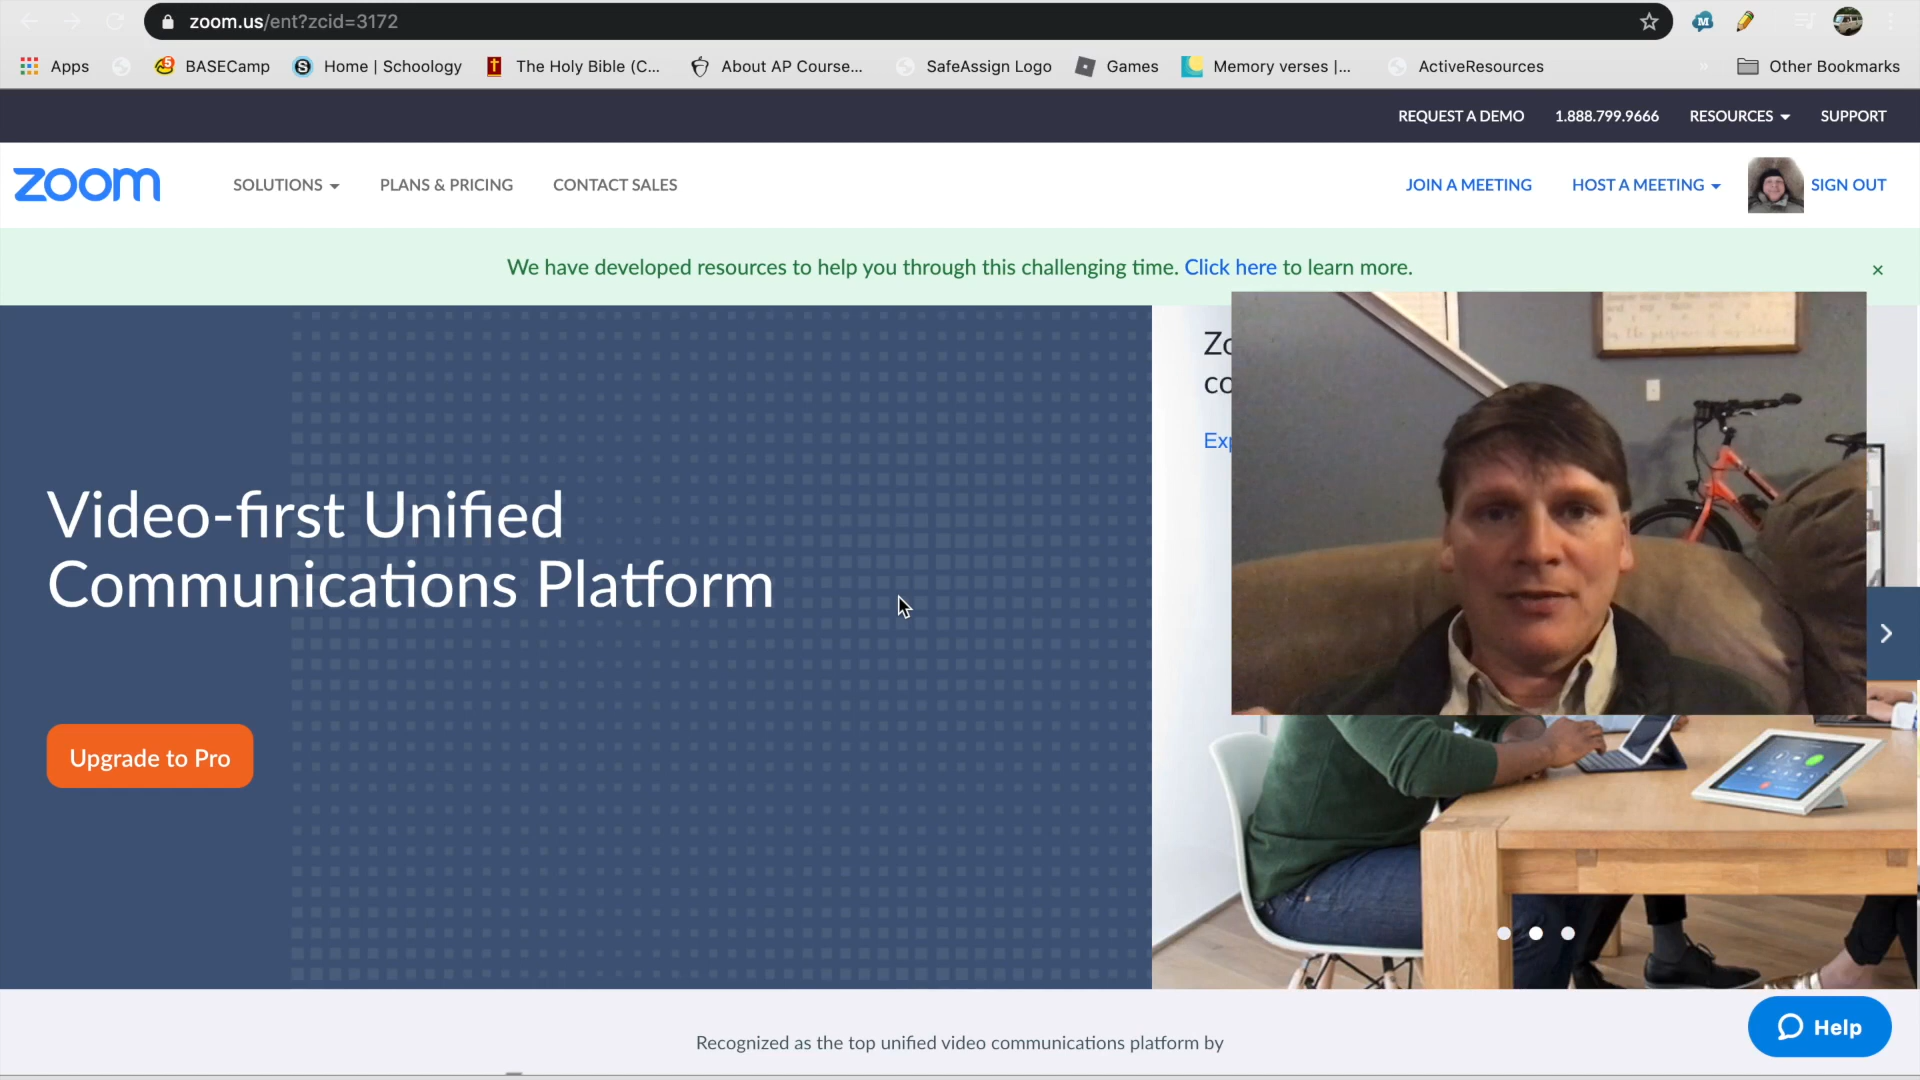 zoom.us/ent?zcid=3172
Apps BASECamp Home | Schoology The Holy Bible (C... About AP Course... SafeAssign Logo Games Memory verses |... ActiveResources » Other Bookmarks
REQUEST A DEMO 1.888.799.9666 RESOURCES SUPPORT
zoom SOLUTIONS PLANS & PRICING CONTACT SALES JOIN A MEETING HOST A MEETING SIGN OUT
We have developed resources to help you through this challenging time. Click here to learn more. ×
Zo
co
Exp
Video-first Unified
Communications Platform
Upgrade to Pro
Help
Recognized as the top unified video communications platform by